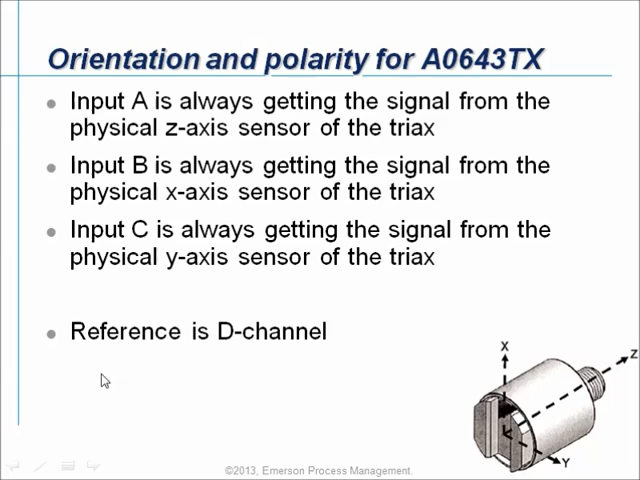 Orientation and polarity for A0643TX
Input A is always getting the signal from the
physical z-axis sensor of the triax
Input B is always getting the signal from the
physical x-axis sensor of the triax
Input C is always getting the signal from the
physical y-axis sensor of the triax
Reference is D-channel
X
Z
Y
©2013, Emerson Process Management.